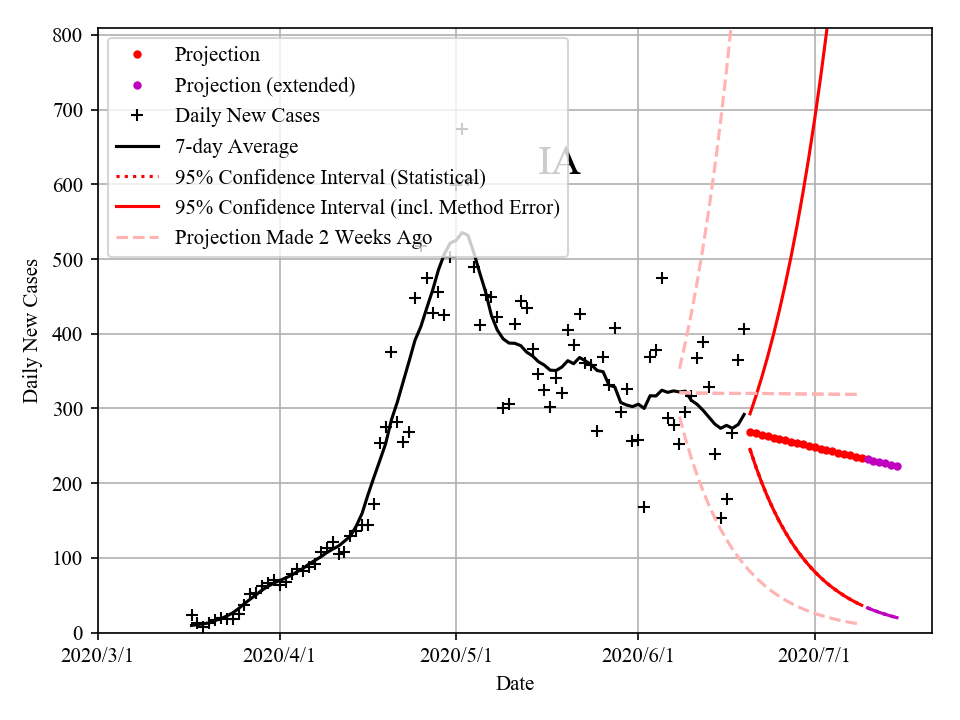 800
700
600
500
400
300
200
100
0
Daily New Cases
Projection
Projection (extended)
Daily New Cases
7-day Average
95% Confidence Interval (Statistical)
95% Confidence Interval (incl. Method Error)
Projection Made 2 Weeks Ago
IA
2020/3/1 2020/4/1 2020/5/1 2020/6/1 2020/7/1
Date